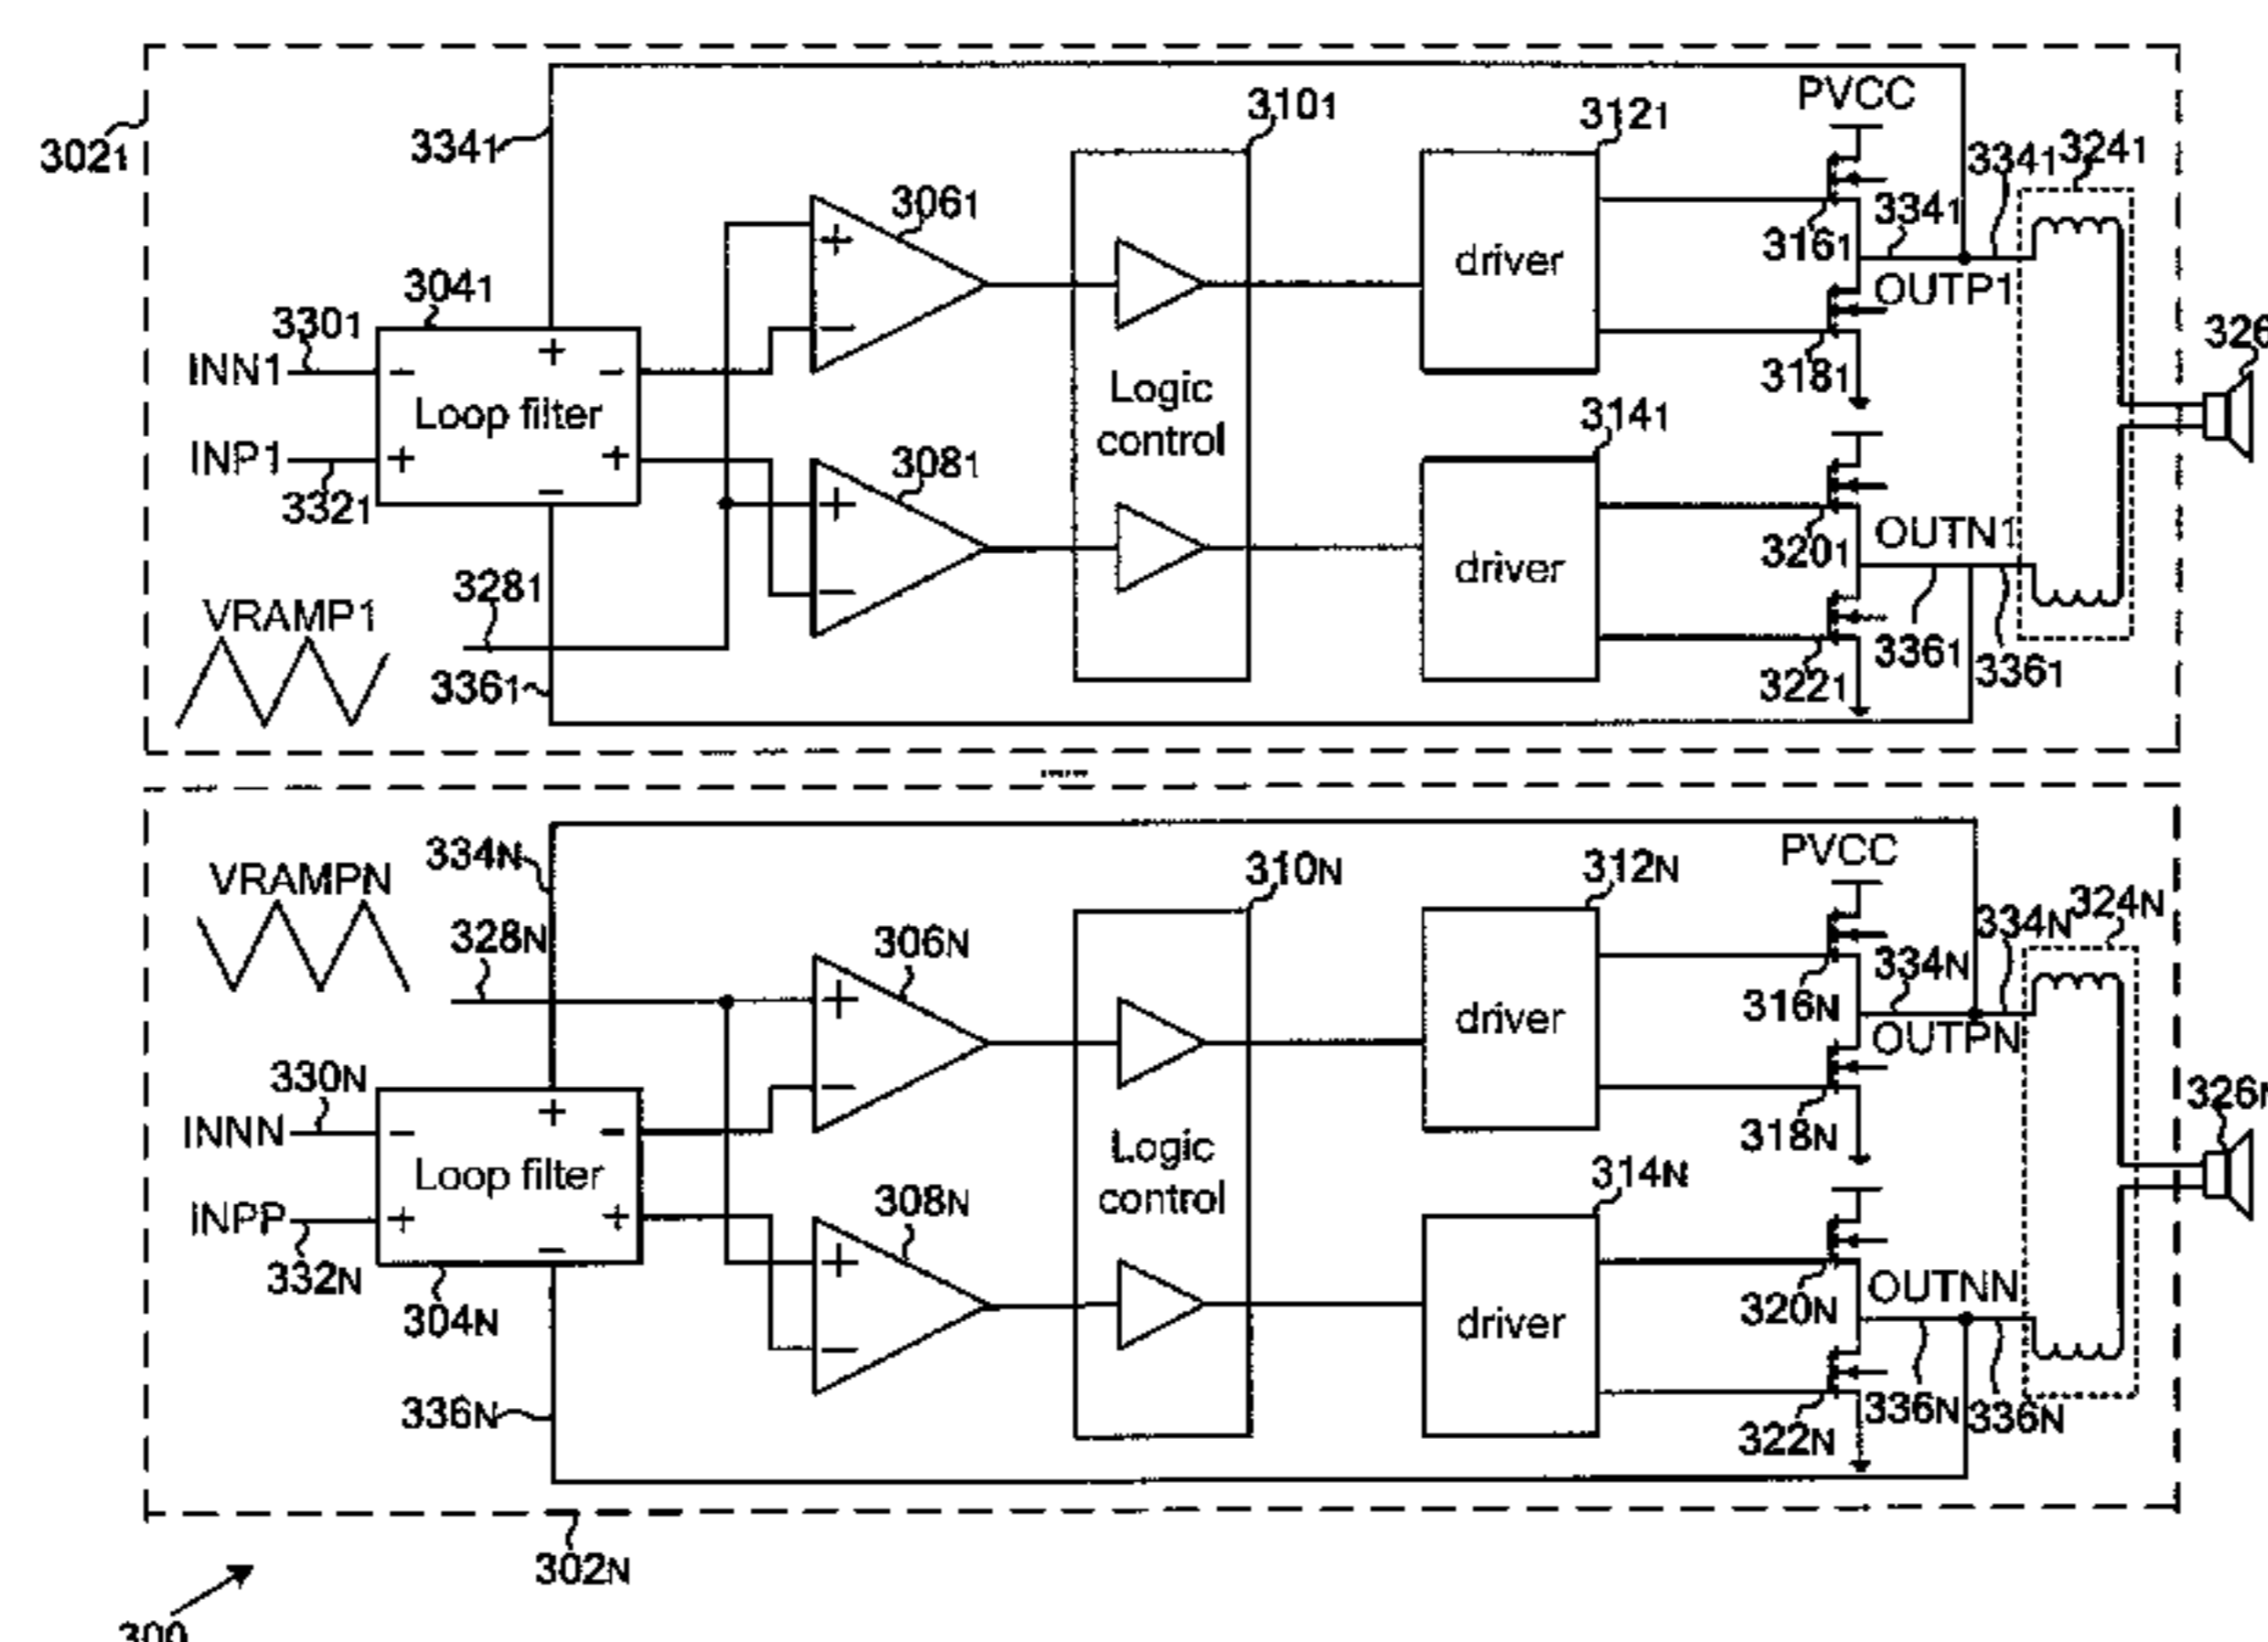 PVCC
310₁
312₁
302₁
334₁
334₁
324₁
306₁
334₁
driver
316₁
304₁
OUTP1
330₁
326
INN1
+
−
+
−
−
Loop filter
Logic
control
318₁
INP1
+
+
−
314₁
308₁
332₁
+
−
OUTN1
320₁
driver
328₁
VRAMP1
336₁
336₁
336₁
322₁
......
334N
PVCC
VRAMPN
310N
312N
324N
328N
306N
334N
334N
+
−
driver
316N
OUTPN
330N
326N
INNN
+
−
−
Loop filter
Logic
control
318N
INPP
+
+
−
314N
308N
332N
+
−
304N
OUTNN
320N
driver
336N
336N
336N
322N
302N
300